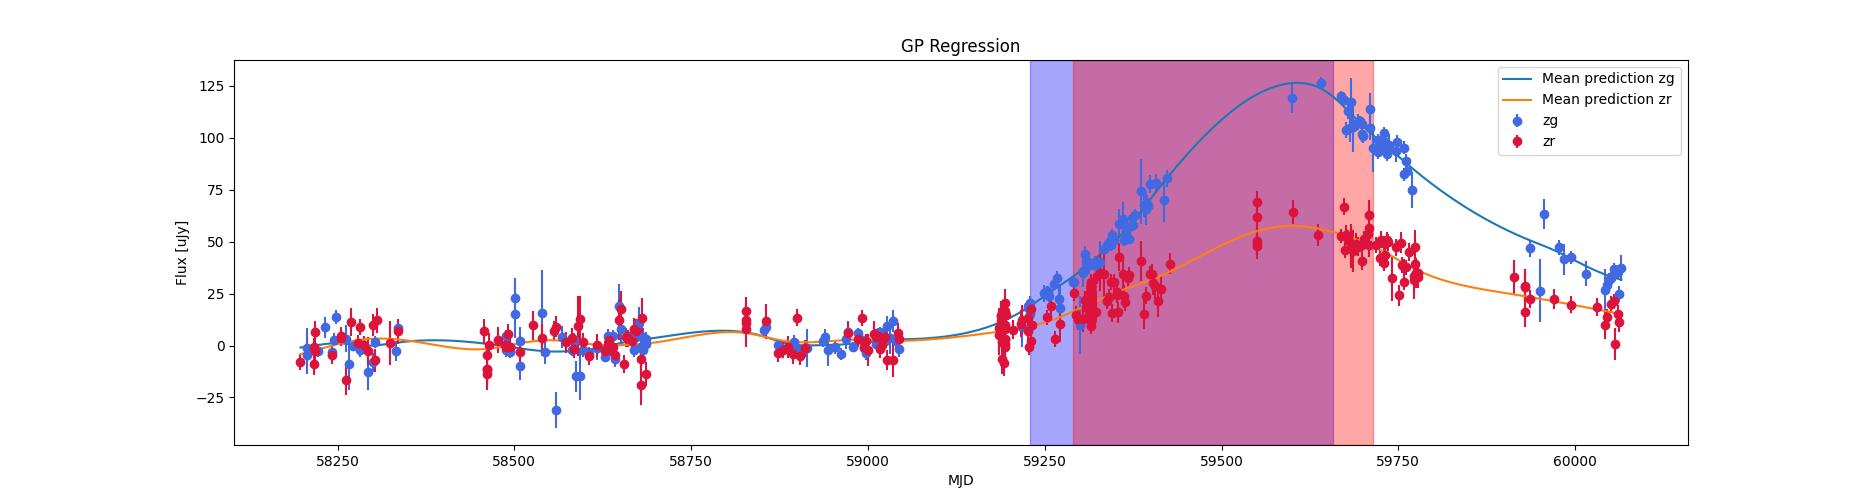 GP Regression
Flux [uJy]
125
100
75
50
25
0
−25
58250
58500
58750
59000
59250
59500
59750
60000
MJD
Mean prediction zg
Mean prediction zr
zg
zr